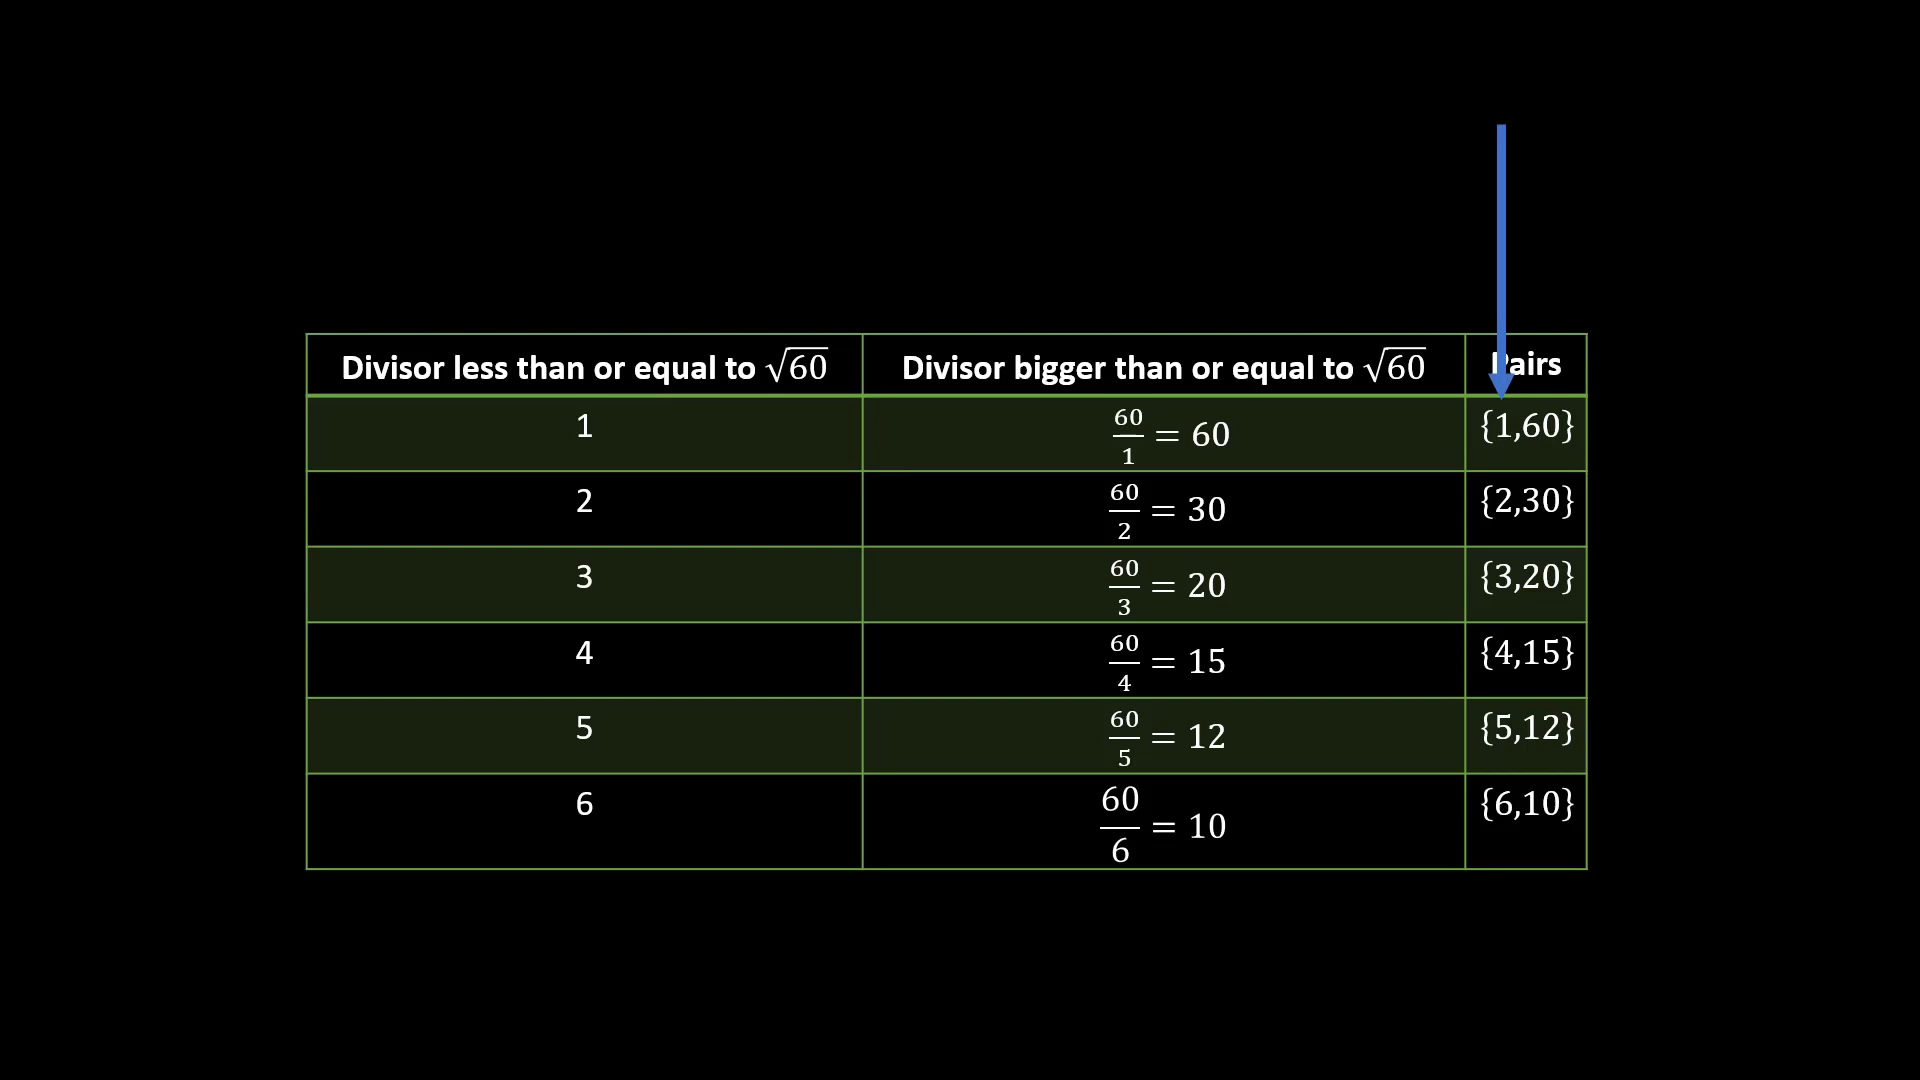 Divisor less than or equal to √60 Divisor bigger than or equal to √60 Pairs
1 60/1 = 60 {1,60}
2 60/2 = 30 {2,30}
3 60/3 = 20 {3,20}
4 60/4 = 15 {4,15}
5 60/5 = 12 {5,12}
6 60/6 = 10 {6,10}